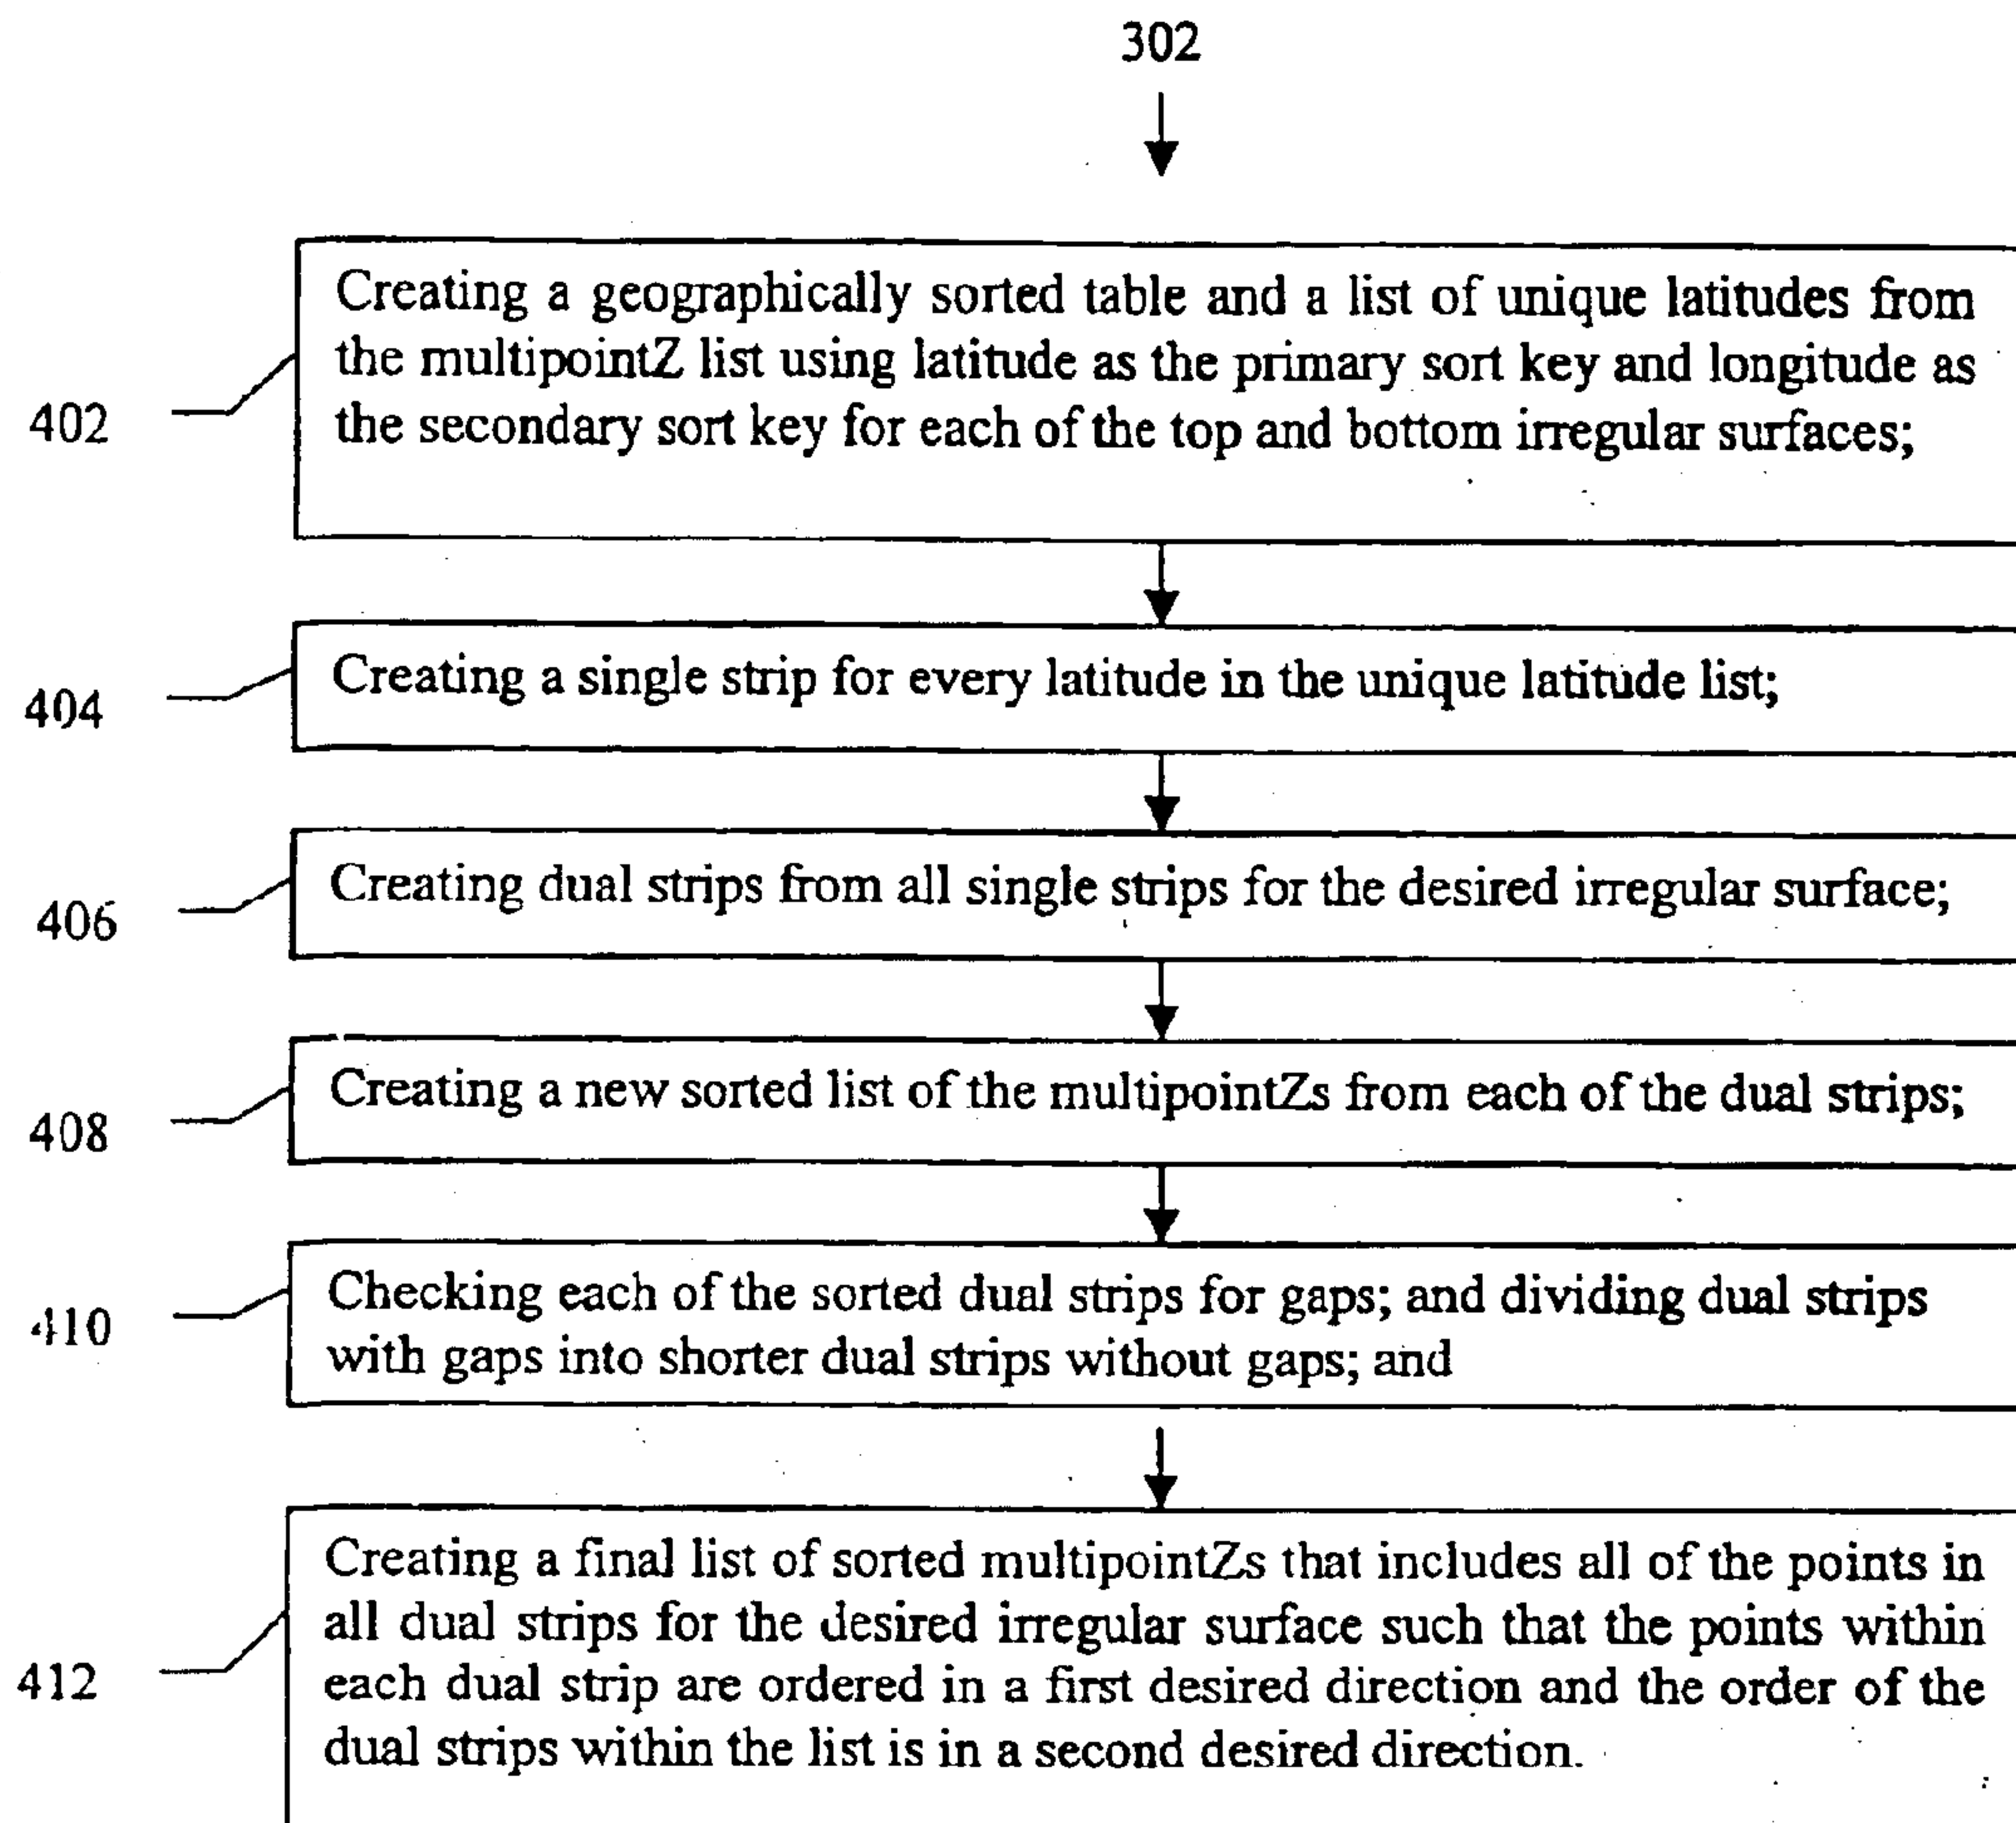 302
Creating a geographically sorted table and a list of unique latitudes from
the multipointZ list using latitude as the primary sort key and longitude as
402
the secondary sort key for each of the top and bottom irregular surfaces;
Creating a single strip for every latitude in the unique latitude list;
404
Creating dual strips from all single strips for the desired irregular surface;
406
Creating a new sorted list of the multipointZs from each of the dual strips;
408
Checking each of the sorted dual strips for gaps; and dividing dual strips
410
with gaps into shorter dual strips without gaps; and
Creating a final list of sorted multipointZs that includes all of the points in
all dual strips for the desired irregular surface such that the points within
412
each dual strip are ordered in a first desired direction and the order of the
dual strips within the list is in a second desired direction.